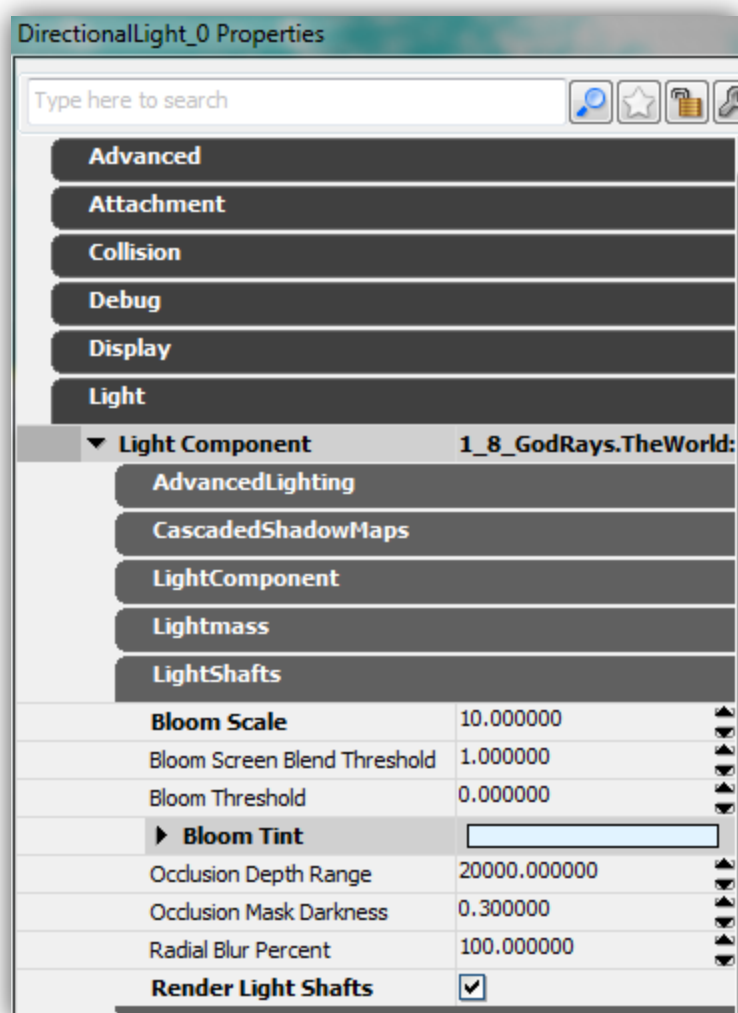 DirectionalLight_0 Properties
Type here to search
Advanced
Attachment
Collision
Debug
Display
Light
Light Component 1_8_GodRays.TheWorld:
AdvancedLighting
CascadedShadowMaps
LightComponent
Lightmass
LightShafts
Bloom Scale 10.000000
Bloom Screen Blend Threshold 1.000000
Bloom Threshold 0.000000
Bloom Tint
Occlusion Depth Range 20000.000000
Occlusion Mask Darkness 0.300000
Radial Blur Percent 100.000000
Render Light Shafts